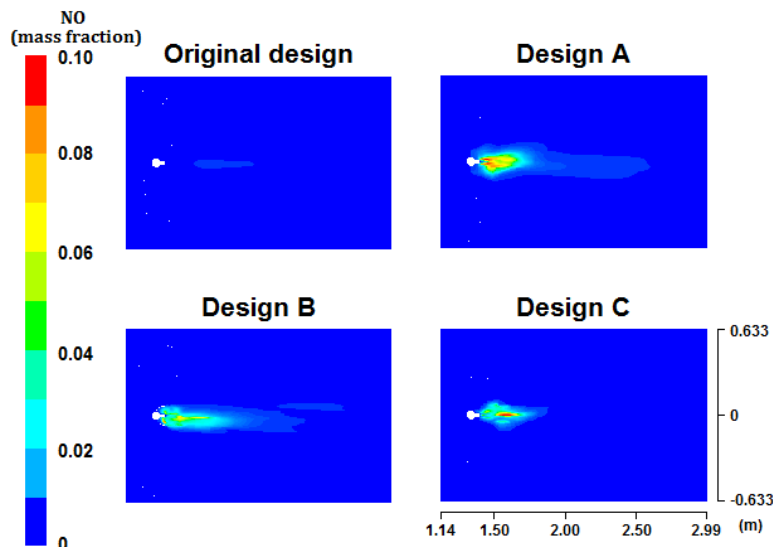 NO
(mass fraction)
0.10
0.08
0.06
0.04
0.02
0
Original design
Design A
Design B
Design C
0.633
0
-0.633
1.14 1.50 2.00 2.50 2.99 (m)